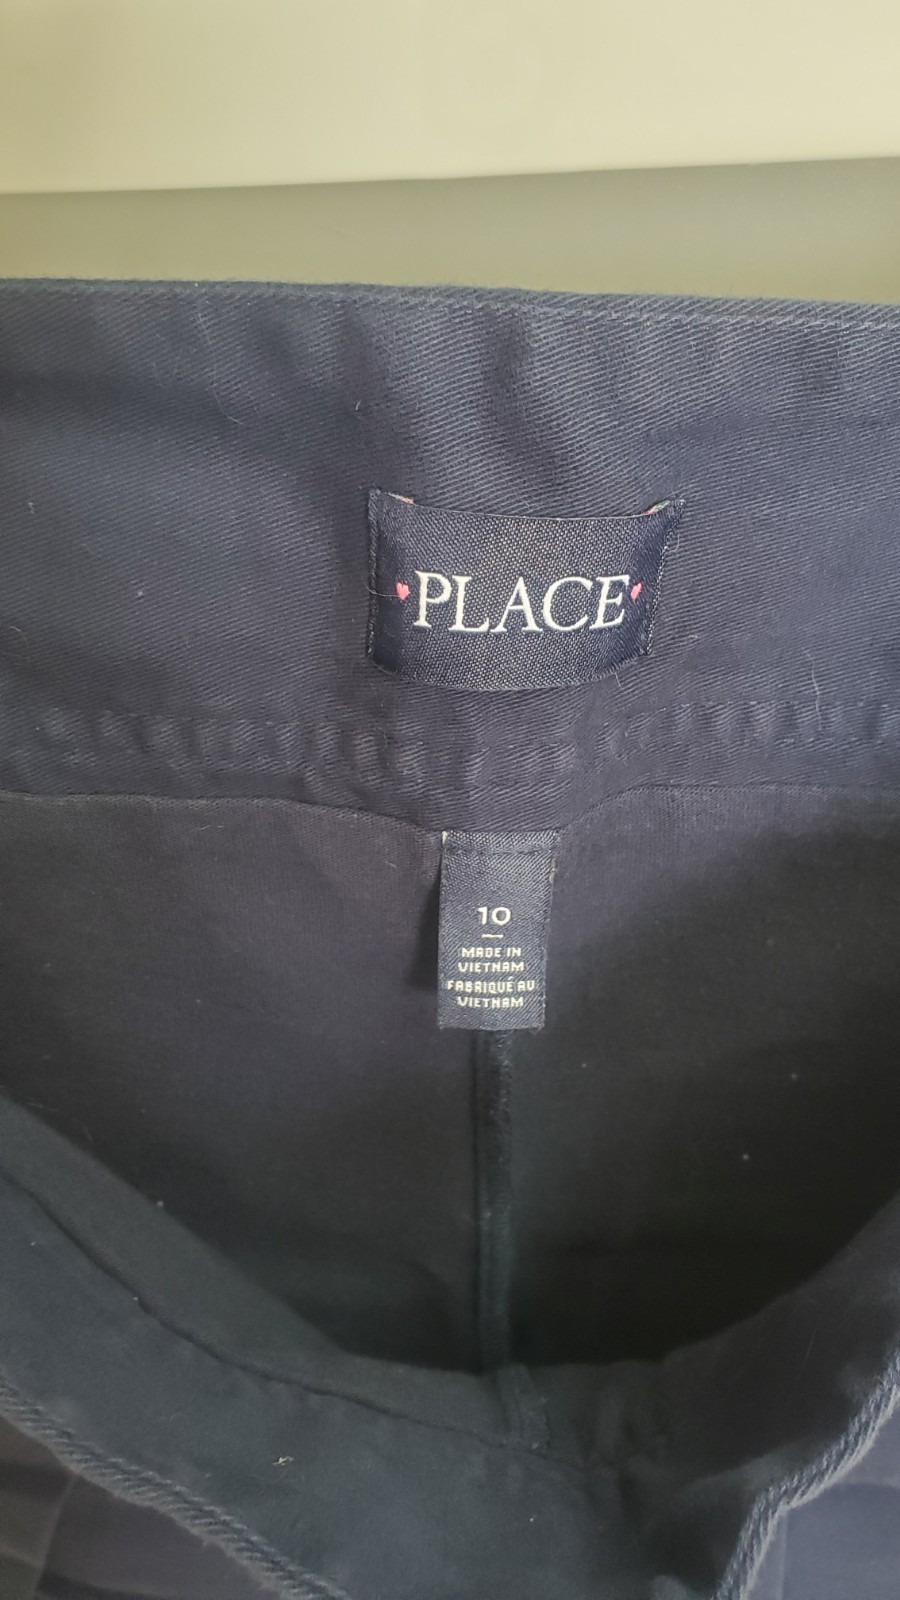 PLACE
10
MADE IN
VIETNAM
FABRIQUÉ AU
VIETNAM